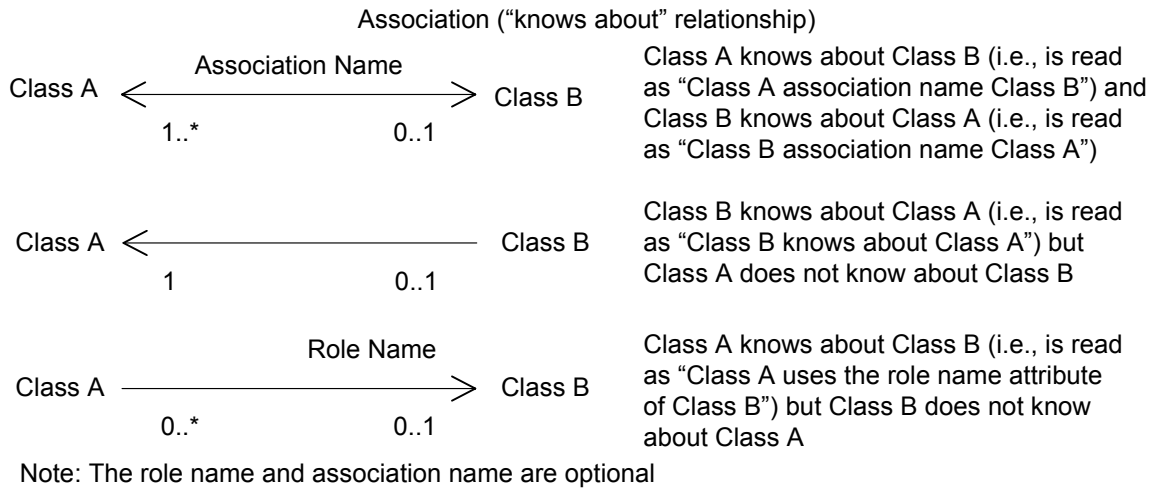 Association (“knows about” relationship)
Class A
Association Name
Class B
1..*
0..1
Class A knows about Class B (i.e., is read
as “Class A association name Class B”) and
Class B knows about Class A (i.e., is read
as “Class B association name Class A”)
Class A
Class B
1
0..1
Class B knows about Class A (i.e., is read
as “Class B knows about Class A”) but
Class A does not know about Class B
Role Name
Class A
Class B
0..*
0..1
Class A knows about Class B (i.e., is read
as “Class A uses the role name attribute
of Class B”) but Class B does not know
about Class A
Note: The role name and association name are optional